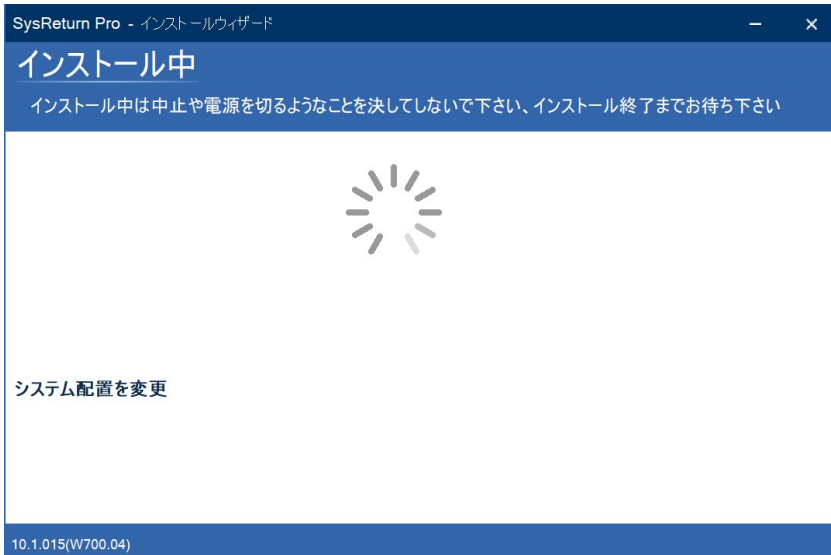 SysReturn Pro - インストールウィザード
インストール中
インストール中は中止や電源を切るようなことを決してしないで下さい、インストール終了までお待ち下さい
システム配置を変更
10.1.015(W700.04)